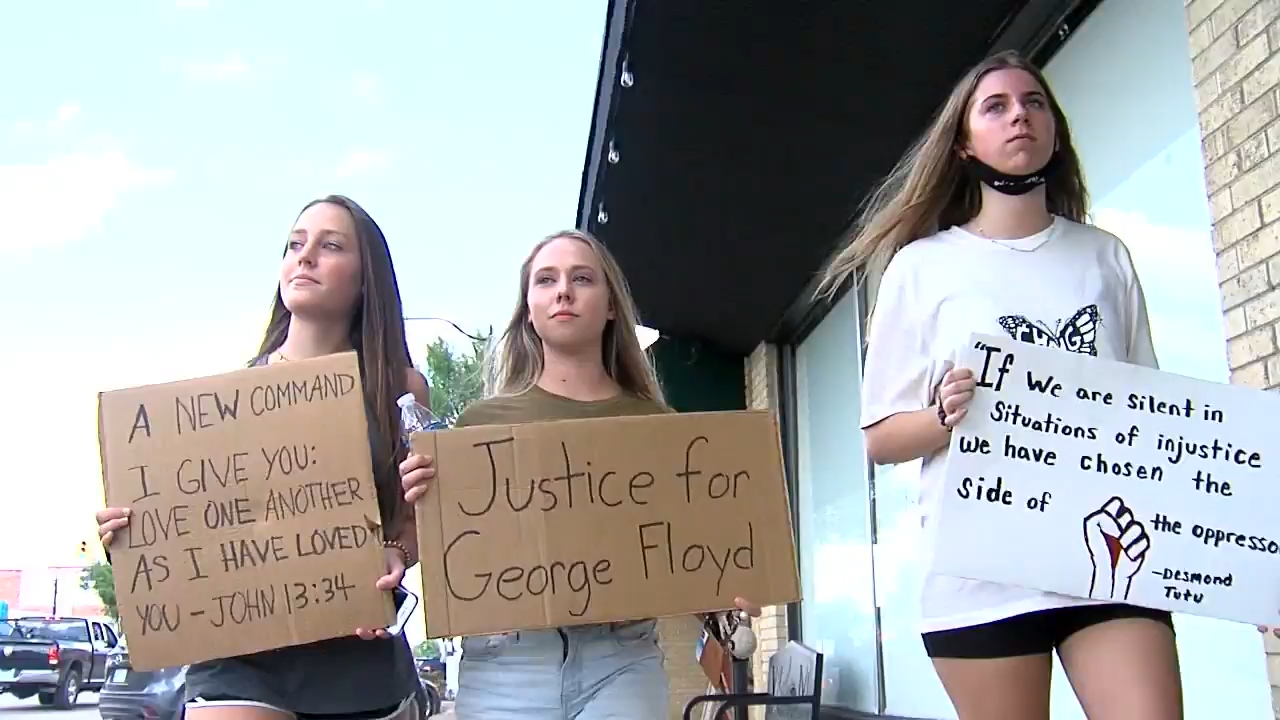 A NEW COMMAND
I GIVE YOU:
LOVE ONE ANOTHER
AS I HAVE LOVED
YOU - JOHN 13:34
Justice for
George Floyd
"If we are silent in
situations of injustice
we have chosen the
side of the oppresso
-Desmond
Tutu